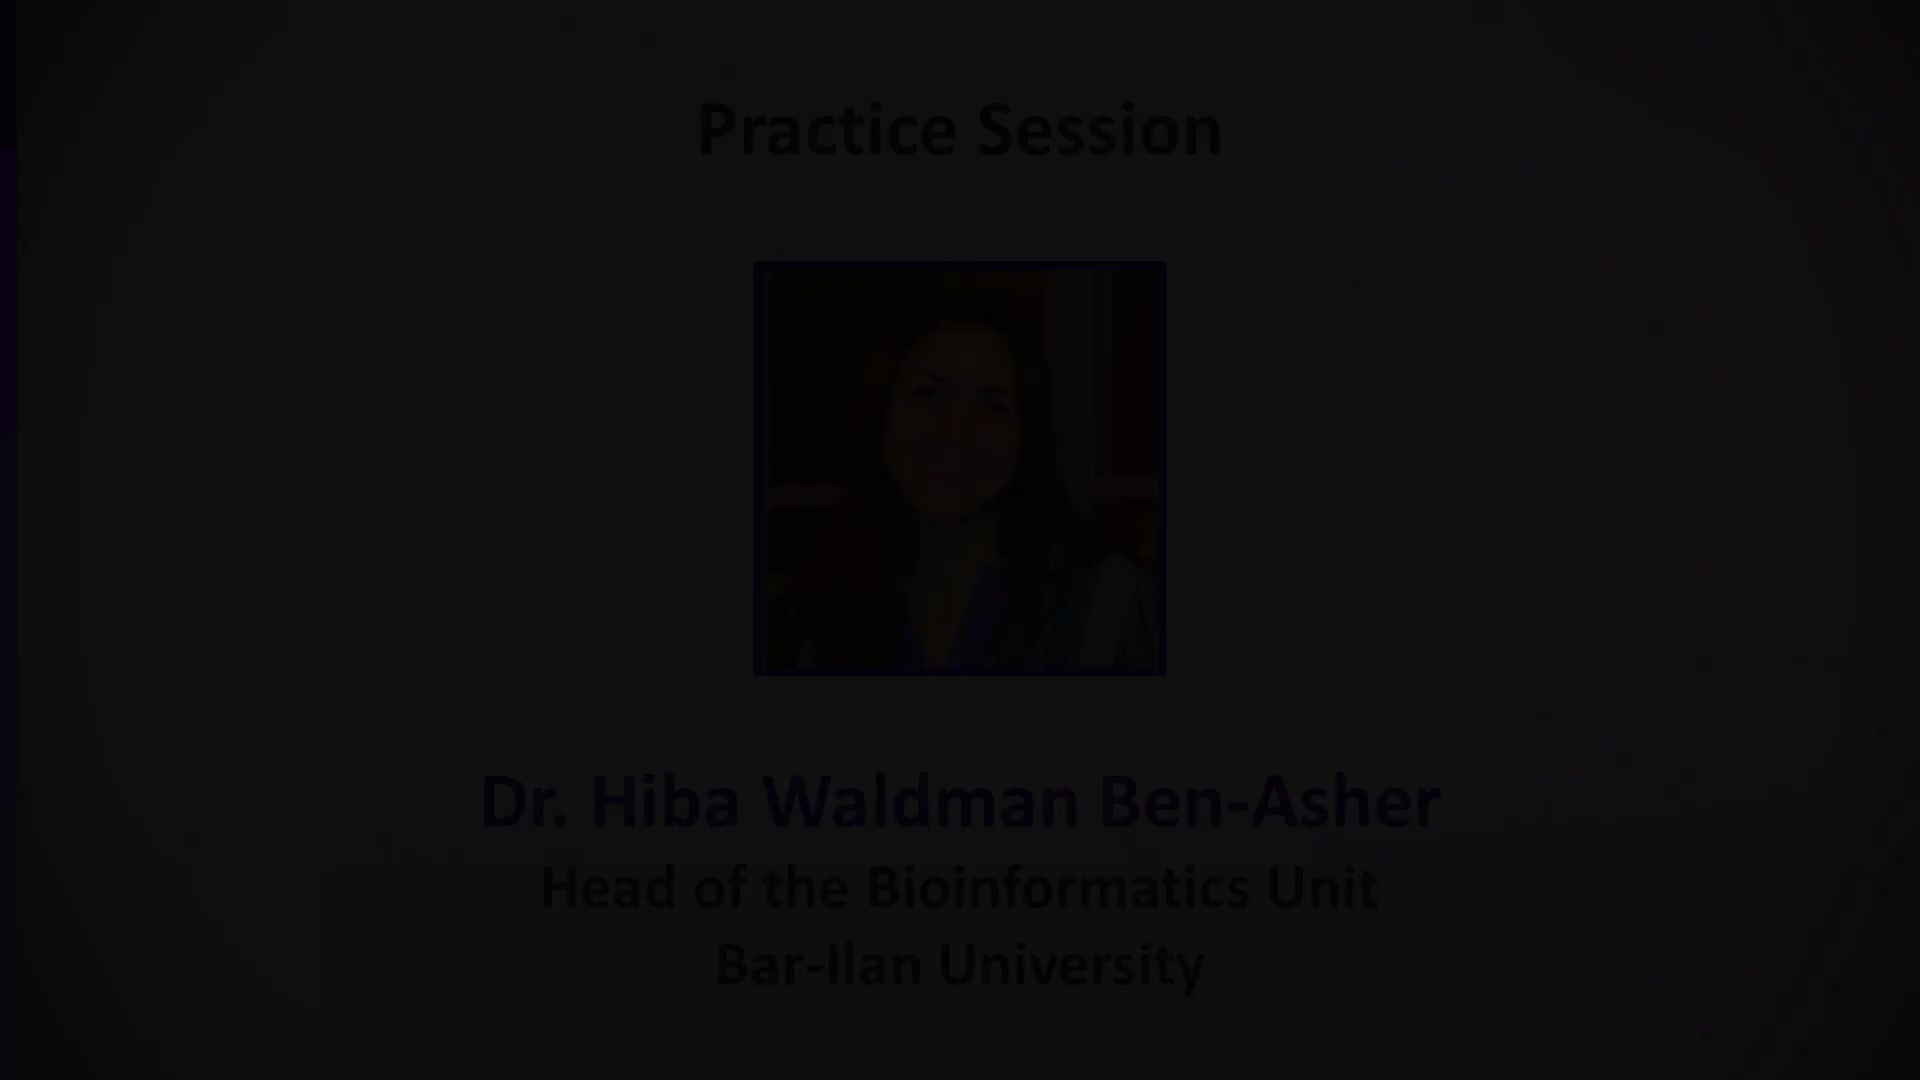 Practice Session
Dr. Hiba Waldman Ben-Asher
Head of the Bioinformatics Unit
Bar-Ilan University